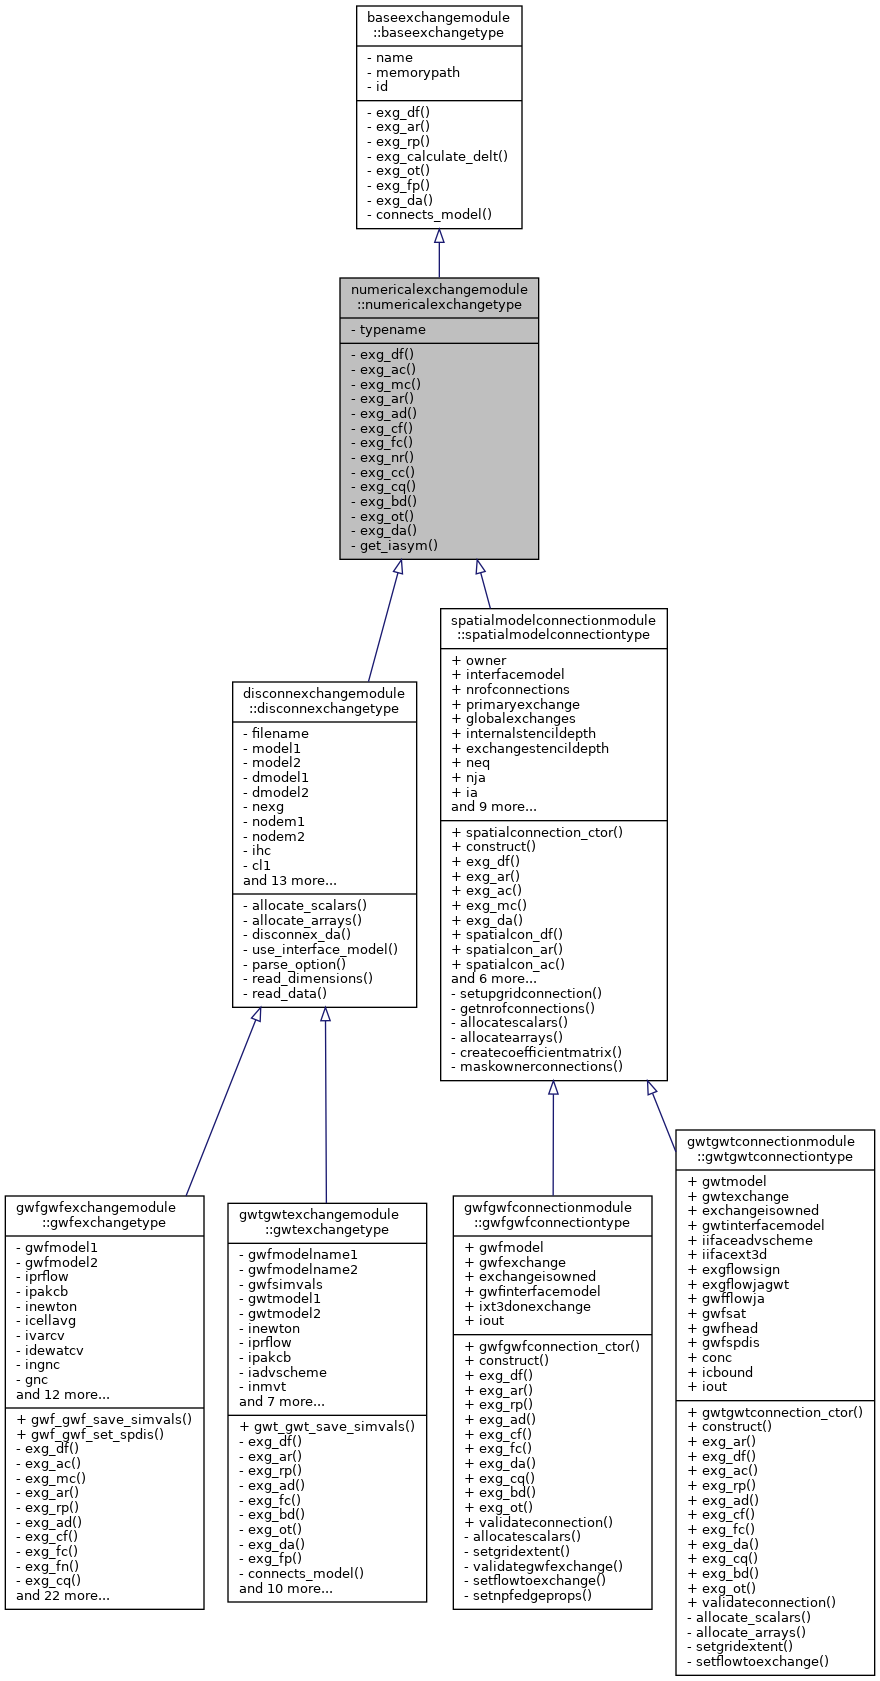 baseexchangemodule
::baseexchangetype
- name
- memorypath
- id
- exg_df()
- exg_ar()
- exg_rp()
- exg_calculate_delt()
- exg_ot()
- exg_fp()
- exg_da()
- connects_model()
numericalexchangemodule
::numericalexchangetype
- typename
- exg_df()
- exg_ac()
- exg_mc()
- exg_ar()
- exg_ad()
- exg_cf()
- exg_fc()
- exg_nr()
- exg_cc()
- exg_cq()
- exg_bd()
- exg_ot()
- exg_da()
- get_iasym()
disconnexchangemodule
::disconnexchangetype
- filename
- model1
- model2
- dmodel1
- dmodel2
- nexg
- nodem1
- nodem2
- ihc
- cl1
and 13 more...
- allocate_scalars()
- allocate_arrays()
- disconnex_da()
- use_interface_model()
- parse_option()
- read_dimensions()
- read_data()
spatialmodelconnectionmodule
::spatialmodelconnectiontype
+ owner
+ interfacemodel
+ nrofconnections
+ primaryexchange
+ globalexchanges
+ internalstencildepth
+ exchangestencildepth
+ neq
+ nja
+ ia
and 9 more...
+ spatialconnection_ctor()
+ construct()
+ exg_df()
+ exg_ar()
+ exg_ac()
+ exg_mc()
+ exg_da()
+ spatialcon_df()
+ spatialcon_ar()
+ spatialcon_ac()
and 6 more...
- setupgridconnection()
- getnrofconnections()
- allocatescalars()
- allocatearrays()
- createcoefficientmatrix()
- maskownerconnections()
gwfgwfexchangemodule
::gwfexchangetype
- gwfmodel1
- gwfmodel2
- iprflow
- ipakcb
- inewton
- icellavg
- ivarcv
- idewatcv
- ingnc
- gnc
and 12 more...
+ gwf_gwf_save_simvals()
+ gwf_gwf_set_spdis()
- exg_df()
- exg_ac()
- exg_mc()
- exg_ar()
- exg_rp()
- exg_ad()
- exg_cf()
- exg_fc()
- exg_fn()
- exg_cq()
and 22 more...
gwtgwtexchangemodule
::gwtexchangetype
- gwfmodelname1
- gwfmodelname2
- gwfsimvals
- gwtmodel1
- gwtmodel2
- inewton
- iprflow
- ipakcb
- iadvscheme
- inmvt
and 7 more...
+ gwt_gwt_save_simvals()
- exg_df()
- exg_ar()
- exg_rp()
- exg_ad()
- exg_fc()
- exg_bd()
- exg_ot()
- exg_da()
- exg_fp()
- connects_model()
and 10 more...
gwfgwfconnectionmodule
::gwfgwfconnectiontype
+ gwfmodel
+ gwfexchange
+ exchangeisowned
+ gwfinterfacemodel
+ ixt3donexchange
+ iout
+ gwfgwfconnection_ctor()
+ construct()
+ exg_df()
+ exg_ar()
+ exg_rp()
+ exg_ad()
+ exg_cf()
+ exg_fc()
+ exg_da()
+ exg_cq()
+ exg_bd()
+ exg_ot()
+ validateconnection()
- allocatescalars()
- setgridextent()
- validategwfexchange()
- setflowtoexchange()
- setnpfedgeprops()
gwtgwtconnectionmodule
::gwtgwtconnectiontype
+ gwtmodel
+ gwtexchange
+ exchangeisowned
+ gwtinterfacemodel
+ iifaceadvscheme
+ iifacext3d
+ exgflowsign
+ exgflowjagwt
+ gwfflowja
+ gwfsat
+ gwfhead
+ gwfspdis
+ conc
+ icbound
+ iout
+ gwtgwtconnection_ctor()
+ construct()
+ exg_ar()
+ exg_df()
+ exg_ac()
+ exg_rp()
+ exg_ad()
+ exg_cf()
+ exg_fc()
+ exg_da()
+ exg_cq()
+ exg_bd()
+ exg_ot()
+ validateconnection()
- allocate_scalars()
- allocate_arrays()
- setgridextent()
- setflowtoexchange()